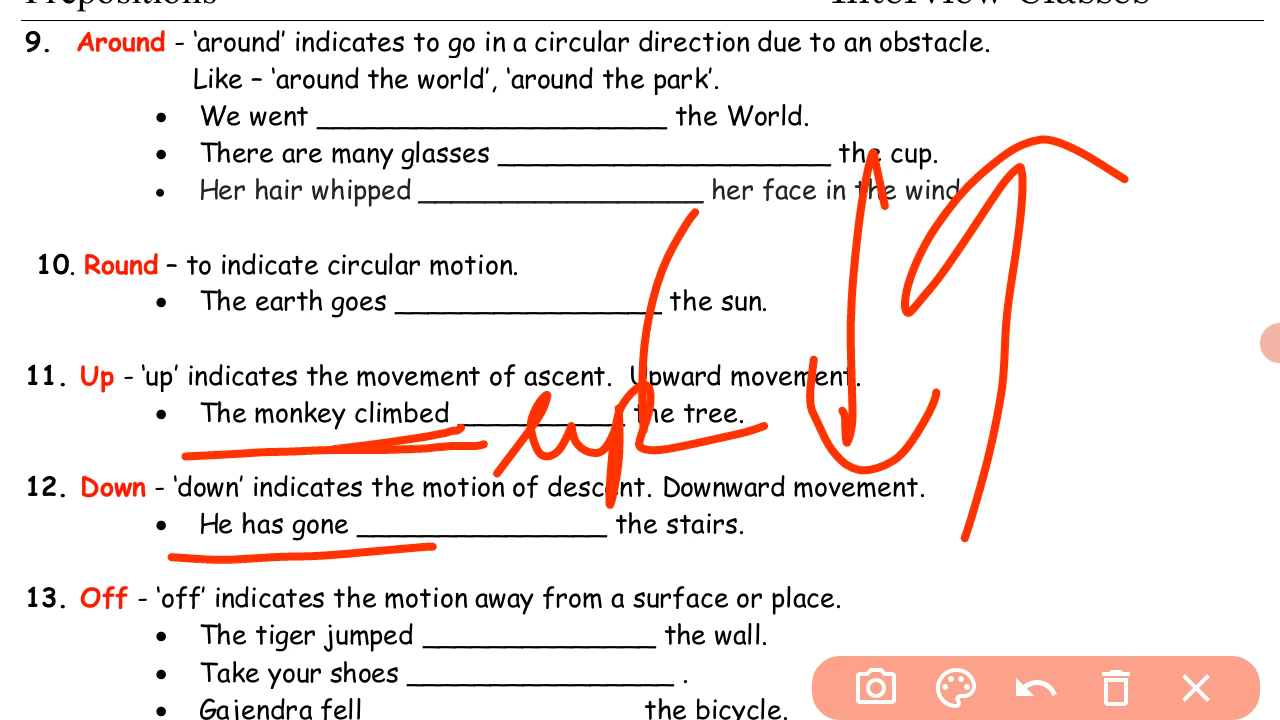 Prepositions Interview Classes
9. Around - ‘around’ indicates to go in a circular direction due to an obstacle.
Like – ‘around the world’, ‘around the park’.
• We went ______________________ the World.
• There are many glasses _____________________ the cup.
• Her hair whipped __________________ her face in the wind
10. Round – to indicate circular motion.
• The earth goes _________________ the sun.
11. Up - ‘up’ indicates the movement of ascent. Upward movement.
• The monkey climbed __________ the tree.
up
12. Down - ‘down’ indicates the motion of descent. Downward movement.
• He has gone ________________ the stairs.
13. Off - ‘off’ indicates the motion away from a surface or place.
• The tiger jumped _______________ the wall.
• Take your shoes _________________ .
• Gajendra fell the bicycle.